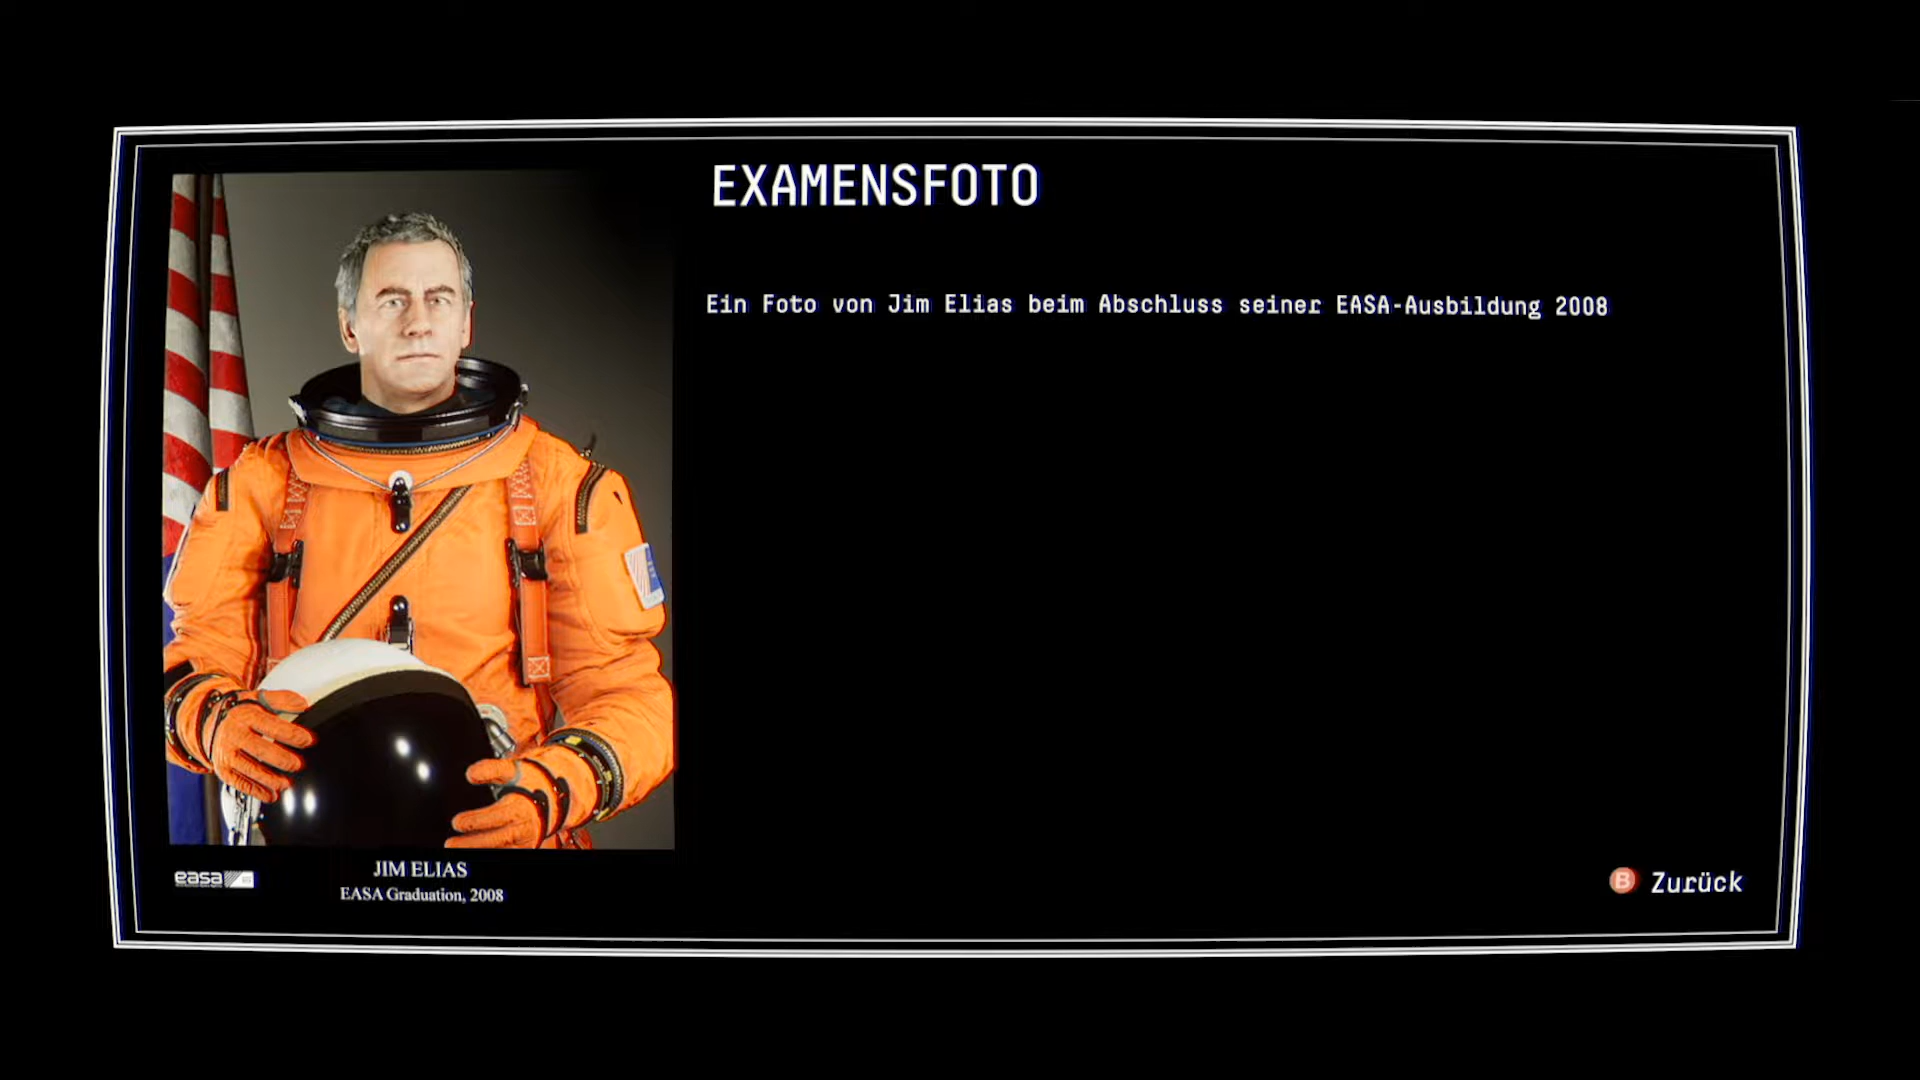 EXAMENSFOTO
Ein Foto von Jim Elias beim Abschluss seiner EASA-Ausbildung 2008
easa
JIM ELIAS
EASA Graduation, 2008
B Zurück